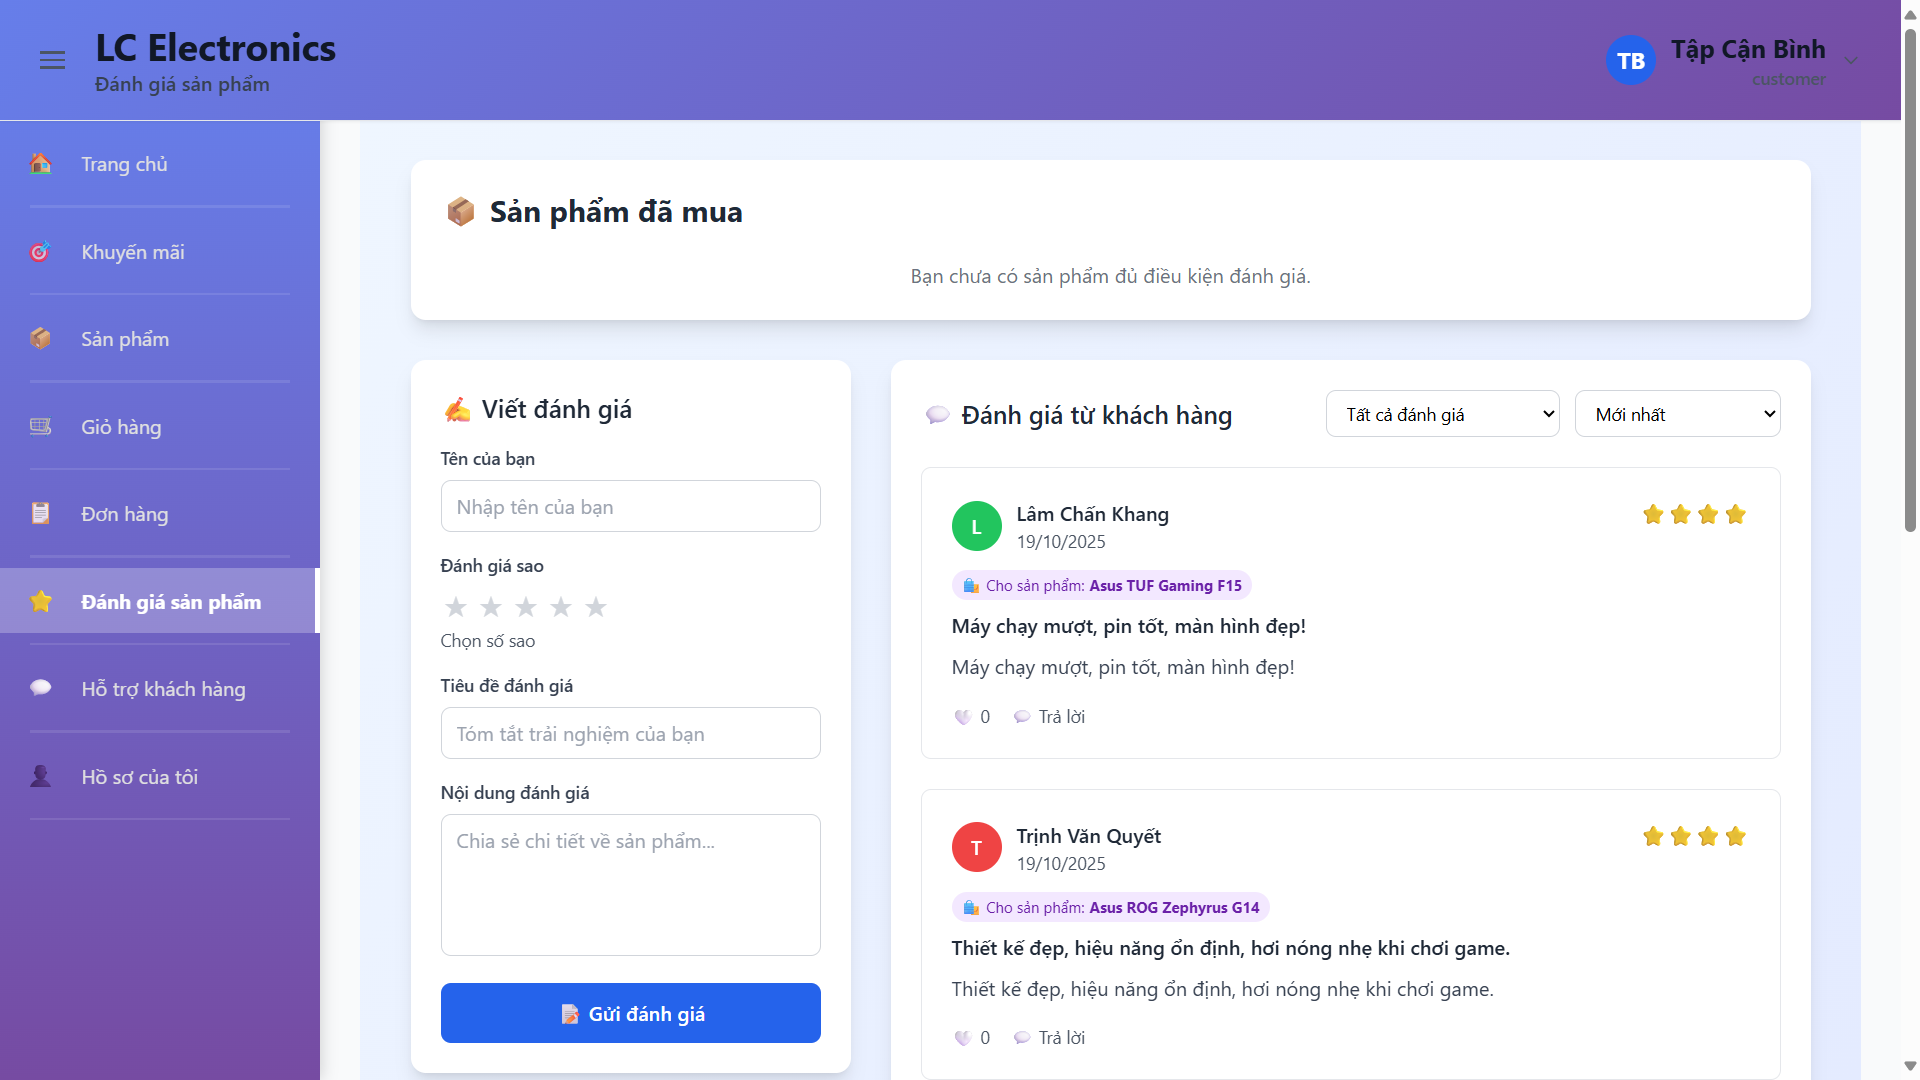 LC Electronics
Đánh giá sản phẩm
TB
Tập Cận Bình
customer
Trang chủ
Khuyến mãi
Sản phẩm
Giỏ hàng
Đơn hàng
Đánh giá sản phẩm
Hỗ trợ khách hàng
Hồ sơ của tôi
Sản phẩm đã mua
Bạn chưa có sản phẩm đủ điều kiện đánh giá.
Viết đánh giá
Tên của bạn
Nhập tên của bạn
Đánh giá sao
Chọn số sao
Tiêu đề đánh giá
Tóm tắt trải nghiệm của bạn
Nội dung đánh giá
Chia sẻ chi tiết về sản phẩm...
Gửi đánh giá
Đánh giá từ khách hàng
Tất cả đánh giá
Mới nhất
L
Lâm Chấn Khang
19/10/2025
Cho sản phẩm: Asus TUF Gaming F15
Máy chạy mượt, pin tốt, màn hình đẹp!
Máy chạy mượt, pin tốt, màn hình đẹp!
0 Trả lời
T
Trịnh Văn Quyết
19/10/2025
Cho sản phẩm: Asus ROG Zephyrus G14
Thiết kế đẹp, hiệu năng ổn định, hơi nóng nhẹ khi chơi game.
Thiết kế đẹp, hiệu năng ổn định, hơi nóng nhẹ khi chơi game.
0 Trả lời